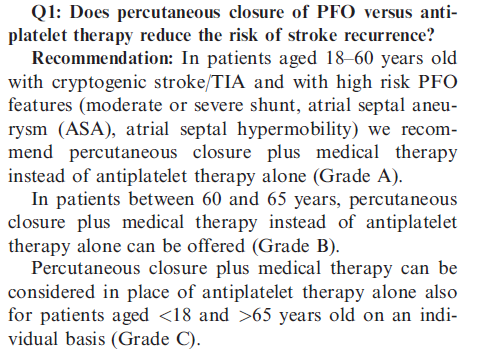 Q1: Does percutaneous closure of PFO versus anti-
platelet therapy reduce the risk of stroke recurrence?
Recommendation: In patients aged 18–60 years old
with cryptogenic stroke/TIA and with high risk PFO
features (moderate or severe shunt, atrial septal aneu-
rysm (ASA), atrial septal hypermobility) we recom-
mend percutaneous closure plus medical therapy
instead of antiplatelet therapy alone (Grade A).
In patients between 60 and 65 years, percutaneous
closure plus medical therapy instead of antiplatelet
therapy alone can be offered (Grade B).
Percutaneous closure plus medical therapy can be
considered in place of antiplatelet therapy alone also
for patients aged <18 and >65 years old on an indi-
vidual basis (Grade C).